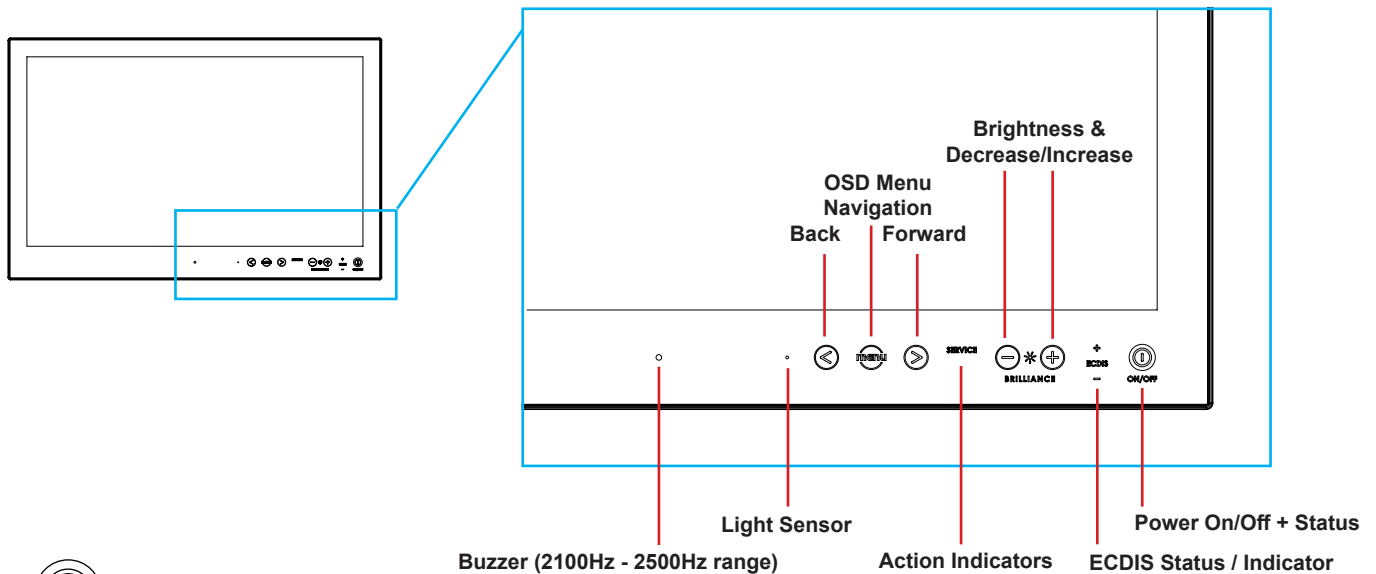 Brightness &
Decrease/Increase
OSD Menu
Navigation
Back Forward
menu
SERVICE
BRILLIANCE
ECDIS
ON/OFF
Light Sensor
Power On/Off + Status
Buzzer (2100Hz - 2500Hz range)
Action Indicators
ECDIS Status / Indicator